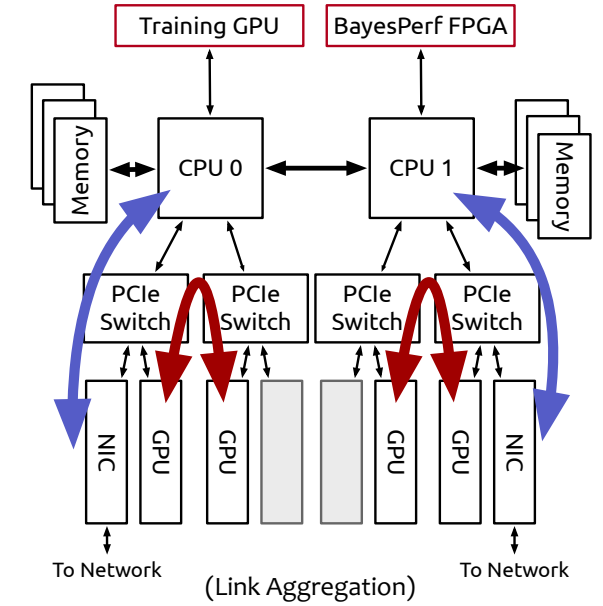 Training GPU
BayesPerf FPGA
Memory
CPU 0
CPU 1
Memory
PCIe
Switch
PCIe
Switch
PCIe
Switch
PCIe
Switch
NIC
GPU
GPU
GPU
GPU
NIC
To Network
(Link Aggregation)
To Network